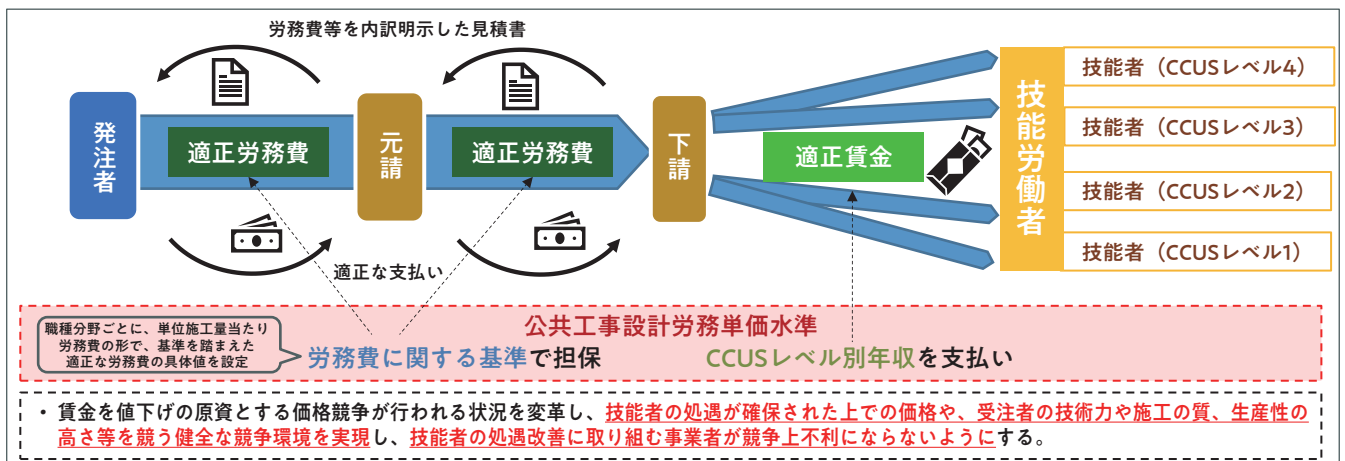 労務費等を内訳明示した見積書
発注者
適正労務費
元請
適正労務費
下請
適正賃金
技能労働者
技能者（CCUSレベル4）
技能者（CCUSレベル3）
技能者（CCUSレベル2）
技能者（CCUSレベル1）
適正な支払い
公共工事設計労務単価水準
職種分野ごとに、単位施工量当たり
労務費の形で、基準を踏まえた
適正な労務費の具体値を設定
労務費に関する基準で担保
CCUSレベル別年収を支払い
・ 賃金を値下げの原資とする価格競争が行われる状況を変革し、技能者の処遇が確保された上での価格や、受注者の技術力や施工の質、生産性の
高さ等を競う健全な競争環境を実現し、技能者の処遇改善に取り組む事業者が競争上不利にならないようにする。